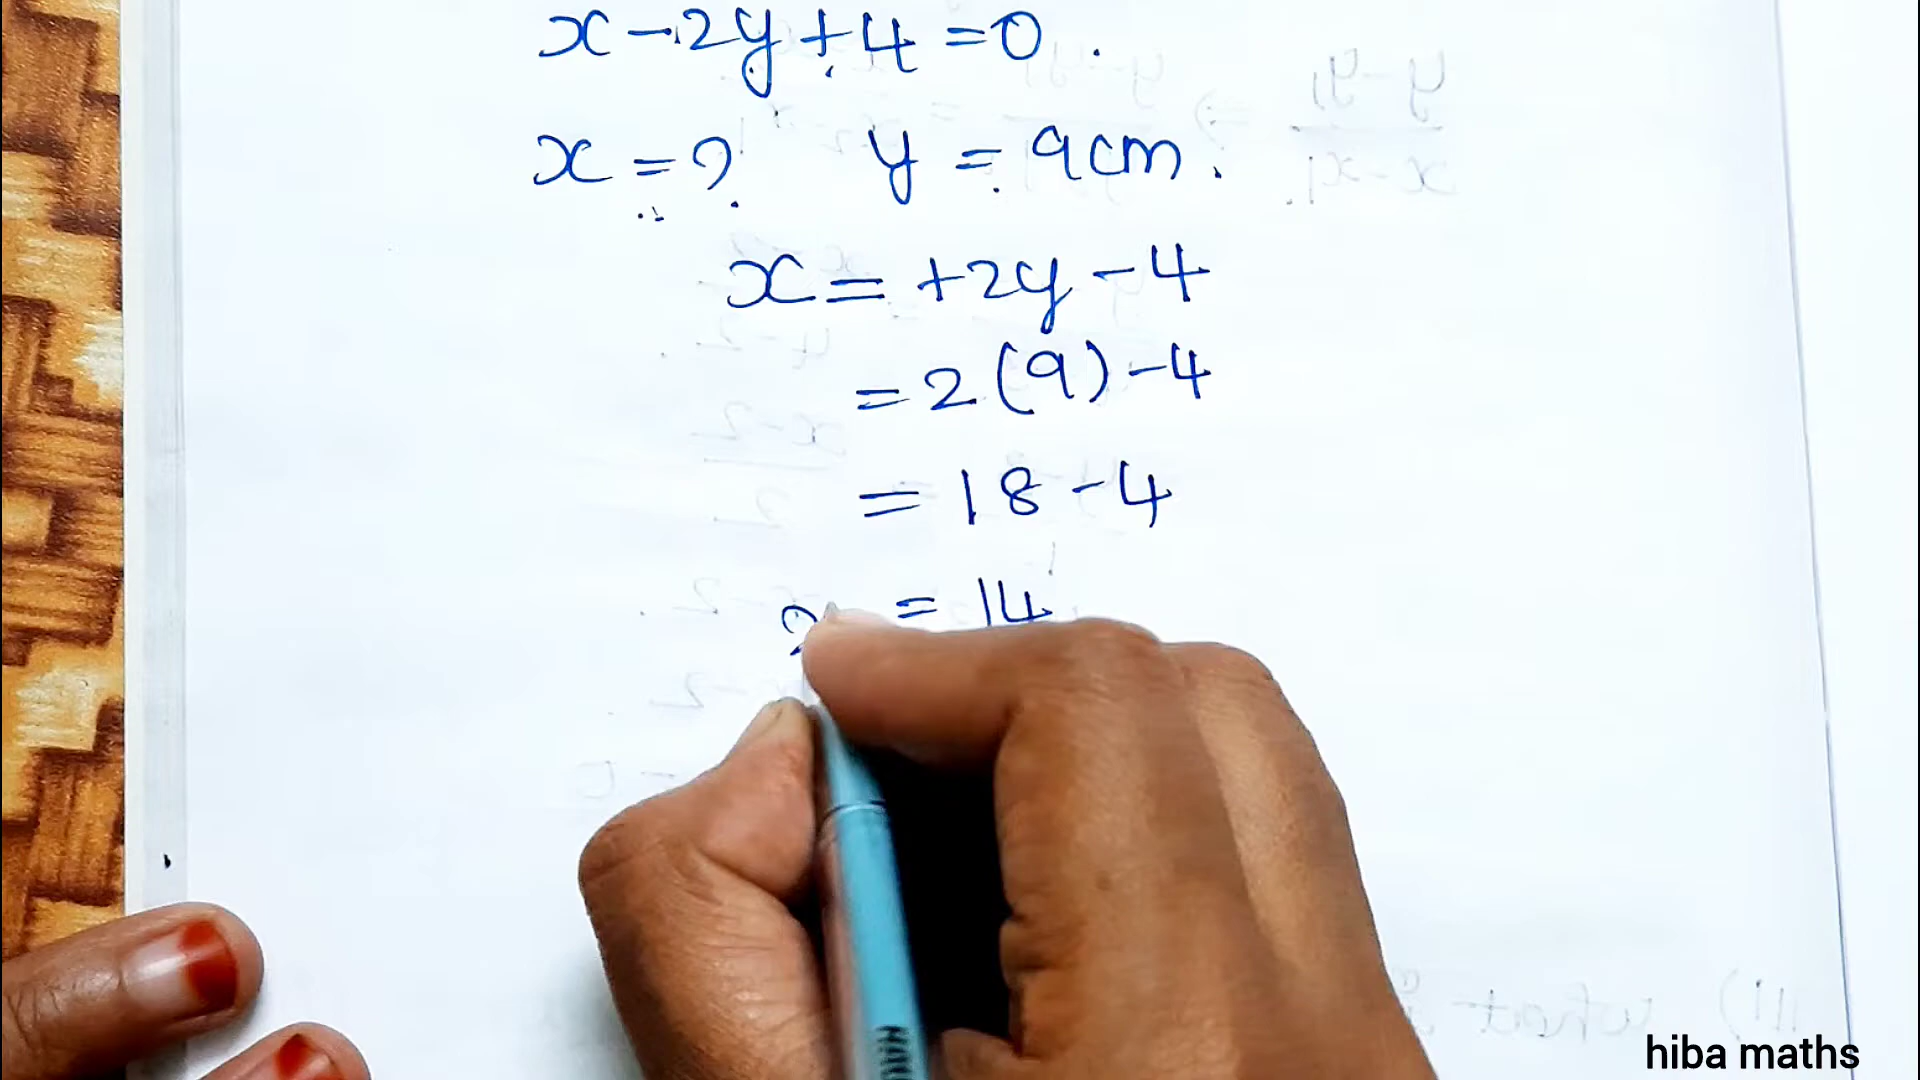 x - 2y + 4 = 0.
x = ? y = 9cm.
x = +2y - 4
= 2(9) - 4
= 18 - 4
= 14
hiba maths